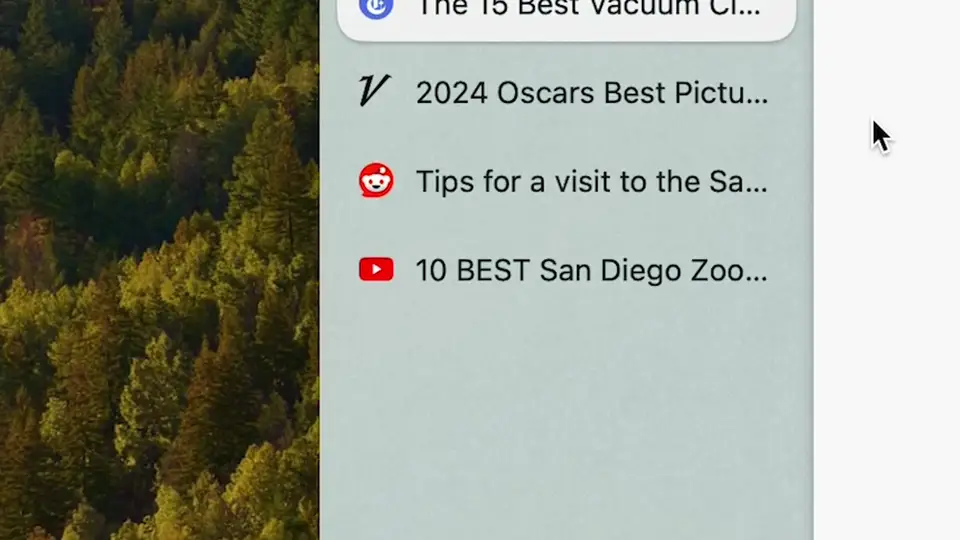 The 15 Best Vacuum Cl...
2024 Oscars Best Pictu...
Tips for a visit to the Sa...
10 BEST San Diego Zoo...